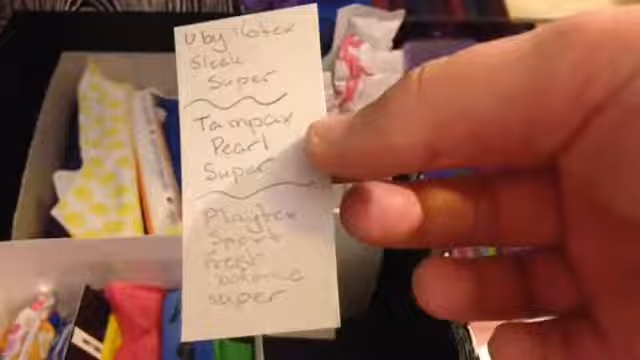 U by Kotex
Sleek
Super
Tampax
Pearl
Super
Playtex
Sport
fresh
balance
super